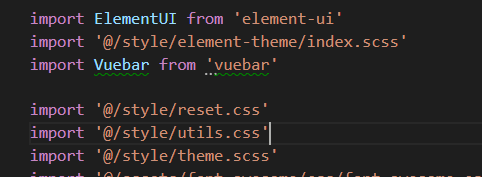 import ElementUI from 'element-ui'
import '@/style/element-theme/index.scss'
import Vuebar from 'vuebar'
import '@/style/reset.css'
import '@/style/utils.css'
import '@/style/theme.scss'
import